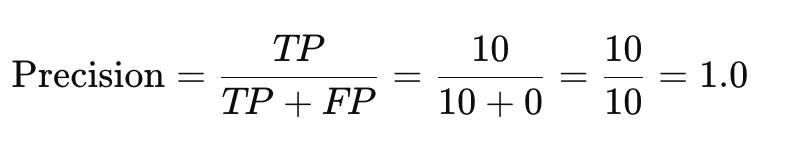 Precision = TP / (TP + FP) = 10 / (10 + 0) = 10 / 10 = 1.0